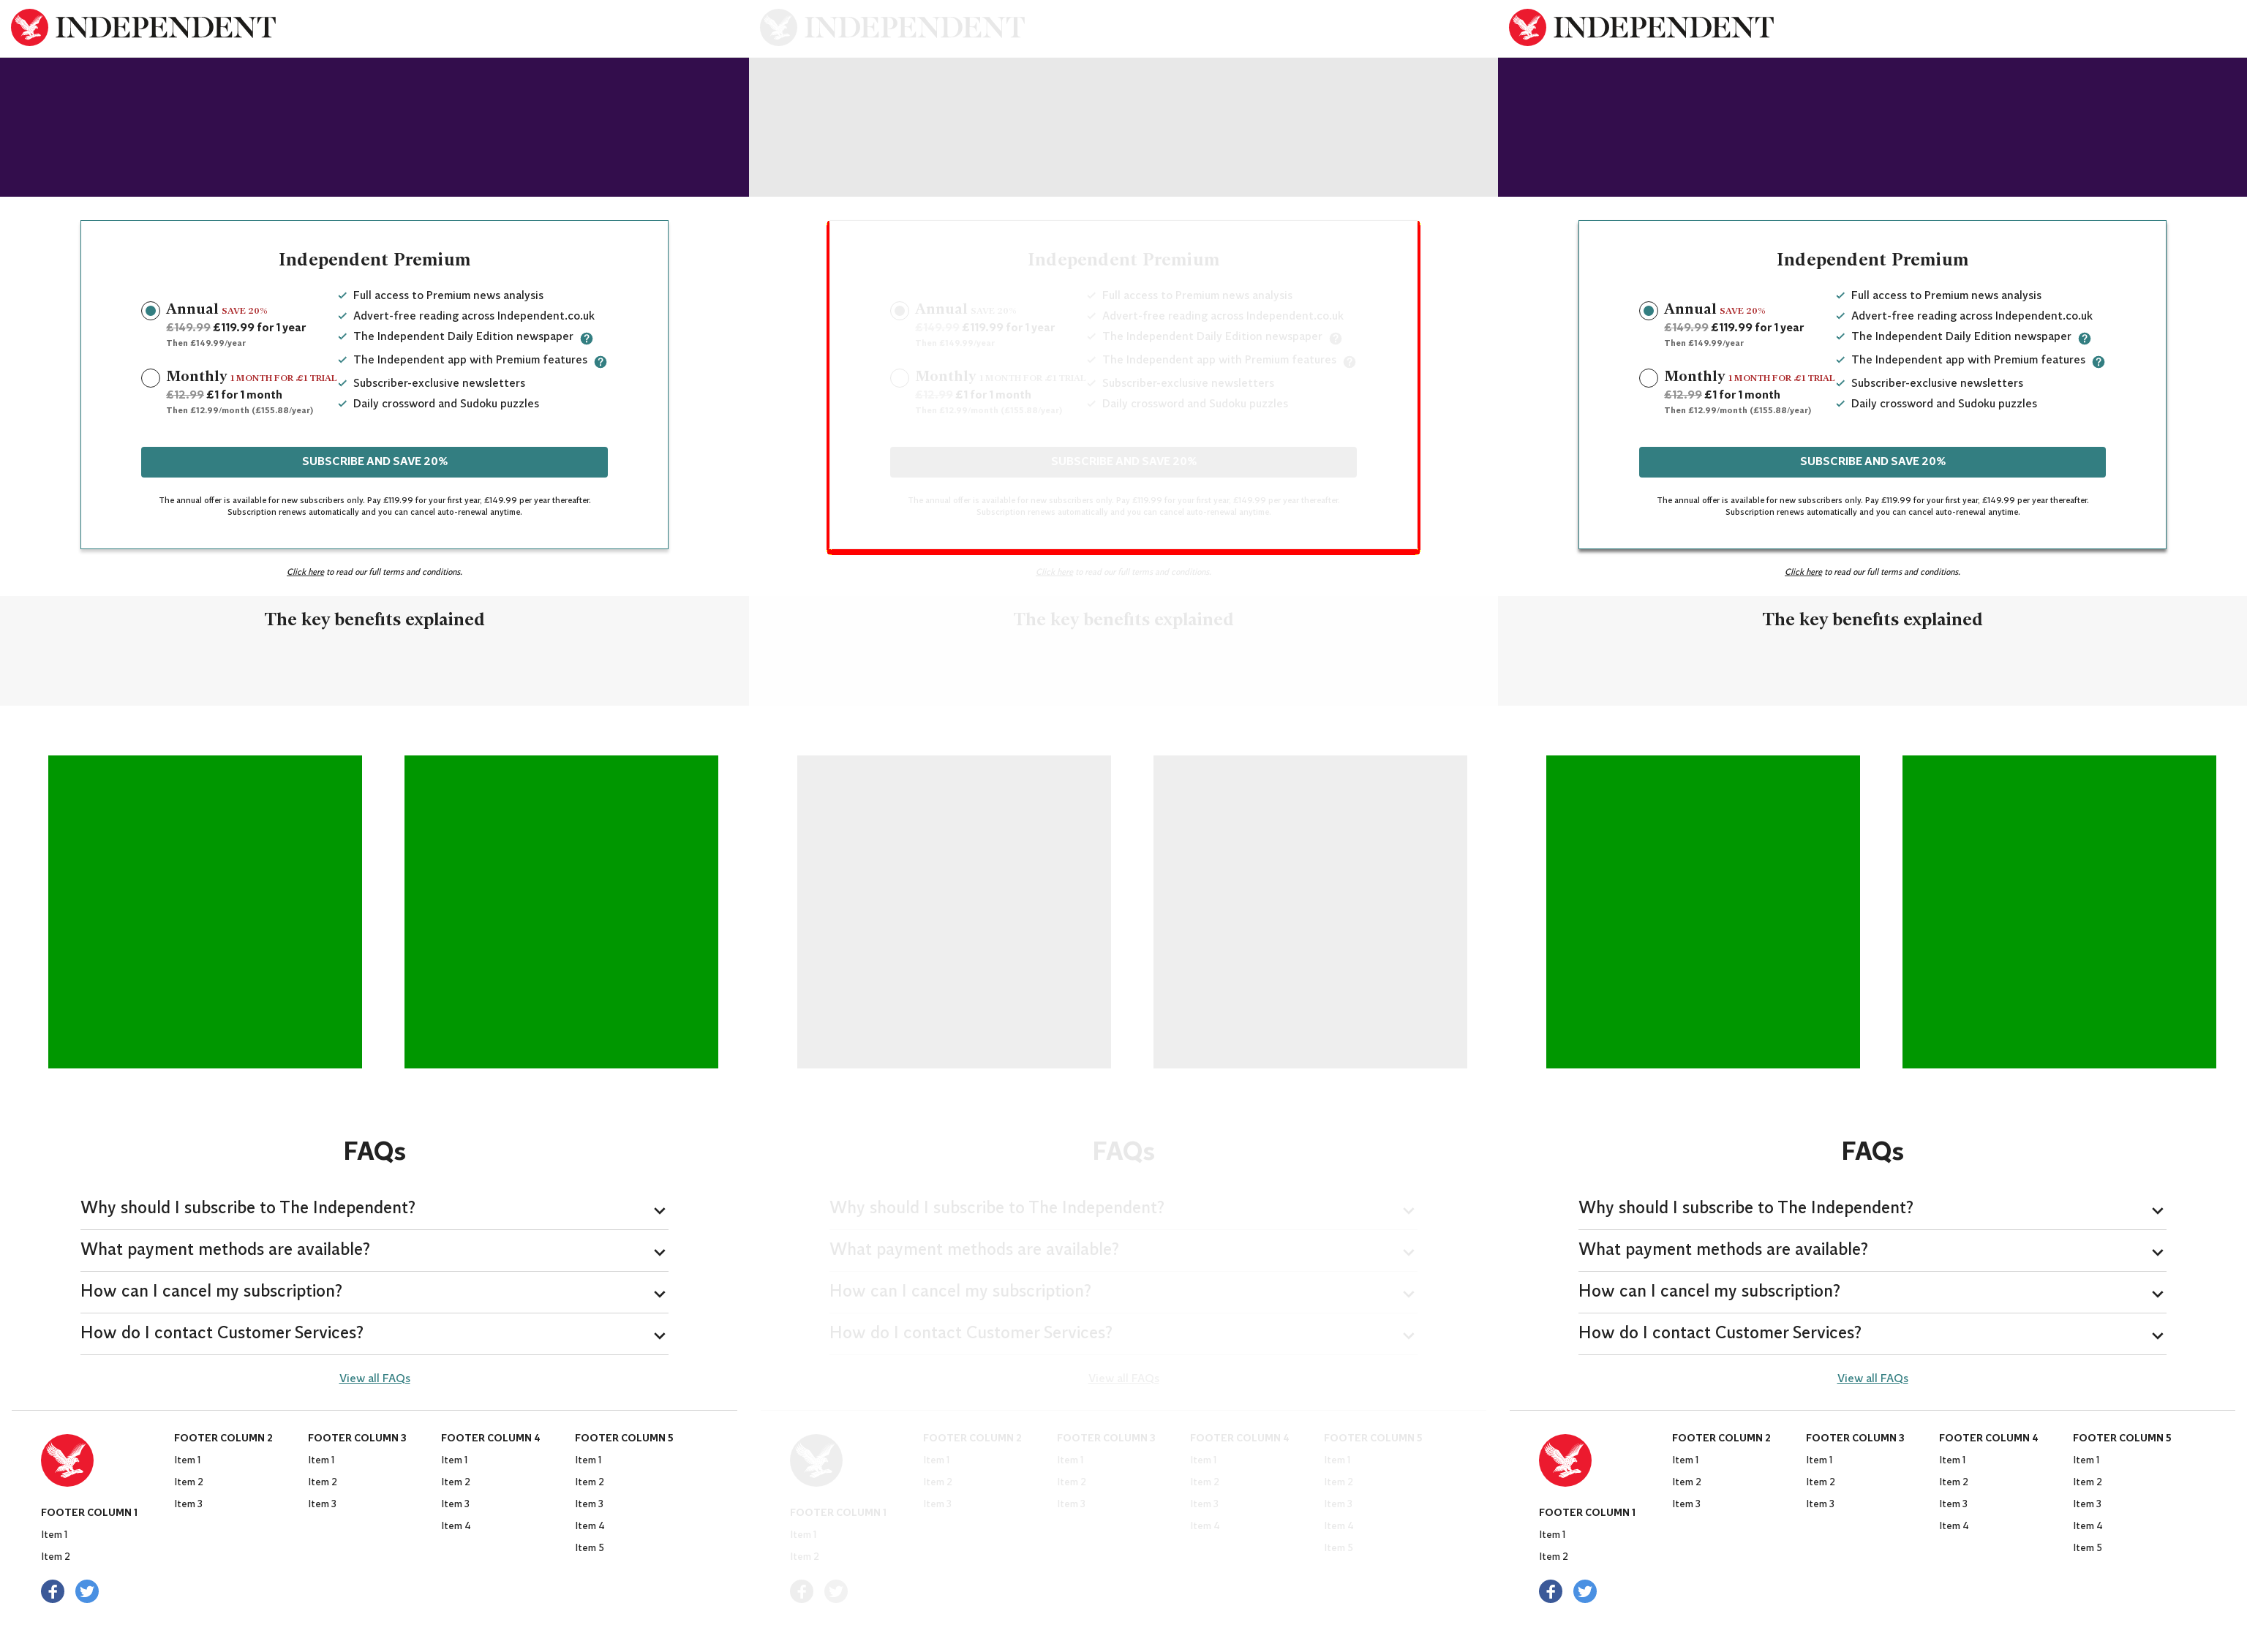 INDEPENDENT
Independent Premium
Annual SAVE 20%
£149.99 £119.99 for 1 year
Then £149.99/year
Monthly 1 MONTH FOR £1 TRIAL
£12.99 £1 for 1 month
Then £12.99/month (£155.88/year)
Full access to Premium news analysis
Advert-free reading across Independent.co.uk
The Independent Daily Edition newspaper ?
The Independent app with Premium features ?
Subscriber-exclusive newsletters
Daily crossword and Sudoku puzzles
SUBSCRIBE AND SAVE 20%
The annual offer is available for new subscribers only. Pay £119.99 for your first year, £149.99 per year thereafter.
Subscription renews automatically and you can cancel auto-renewal anytime.
Click here to read our full terms and conditions.
The key benefits explained
FAQs
Why should I subscribe to The Independent?
What payment methods are available?
How can I cancel my subscription?
How do I contact Customer Services?
View all FAQs
FOOTER COLUMN 1
Item 1
Item 2
FOOTER COLUMN 2
Item 1
Item 2
Item 3
FOOTER COLUMN 3
Item 1
Item 2
Item 3
FOOTER COLUMN 4
Item 1
Item 2
Item 3
Item 4
FOOTER COLUMN 5
Item 1
Item 2
Item 3
Item 4
Item 5
INDEPENDENT
Independent Premium
Annual SAVE 20%
£149.99 £119.99 for 1 year
Then £149.99/year
Monthly 1 MONTH FOR £1 TRIAL
£12.99 £1 for 1 month
Then £12.99/month (£155.88/year)
Full access to Premium news analysis
Advert-free reading across Independent.co.uk
The Independent Daily Edition newspaper ?
The Independent app with Premium features ?
Subscriber-exclusive newsletters
Daily crossword and Sudoku puzzles
SUBSCRIBE AND SAVE 20%
The annual offer is available for new subscribers only. Pay £119.99 for your first year, £149.99 per year thereafter.
Subscription renews automatically and you can cancel auto-renewal anytime.
Click here to read our full terms and conditions.
The key benefits explained
FAQs
Why should I subscribe to The Independent?
What payment methods are available?
How can I cancel my subscription?
How do I contact Customer Services?
View all FAQs
FOOTER COLUMN 1
Item 1
Item 2
FOOTER COLUMN 2
Item 1
Item 2
Item 3
FOOTER COLUMN 3
Item 1
Item 2
Item 3
FOOTER COLUMN 4
Item 1
Item 2
Item 3
Item 4
FOOTER COLUMN 5
Item 1
Item 2
Item 3
Item 4
Item 5
INDEPENDENT
Independent Premium
Annual SAVE 20%
£149.99 £119.99 for 1 year
Then £149.99/year
Monthly 1 MONTH FOR £1 TRIAL
£12.99 £1 for 1 month
Then £12.99/month (£155.88/year)
Full access to Premium news analysis
Advert-free reading across Independent.co.uk
The Independent Daily Edition newspaper ?
The Independent app with Premium features ?
Subscriber-exclusive newsletters
Daily crossword and Sudoku puzzles
SUBSCRIBE AND SAVE 20%
The annual offer is available for new subscribers only. Pay £119.99 for your first year, £149.99 per year thereafter.
Subscription renews automatically and you can cancel auto-renewal anytime.
Click here to read our full terms and conditions.
The key benefits explained
FAQs
Why should I subscribe to The Independent?
What payment methods are available?
How can I cancel my subscription?
How do I contact Customer Services?
View all FAQs
FOOTER COLUMN 1
Item 1
Item 2
FOOTER COLUMN 2
Item 1
Item 2
Item 3
FOOTER COLUMN 3
Item 1
Item 2
Item 3
FOOTER COLUMN 4
Item 1
Item 2
Item 3
Item 4
FOOTER COLUMN 5
Item 1
Item 2
Item 3
Item 4
Item 5